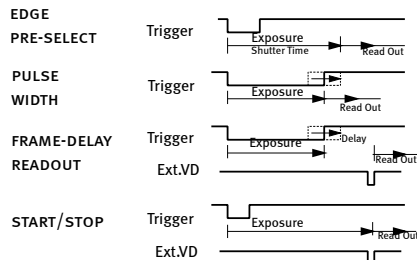 EDGE
PRE-SELECT
Trigger
Exposure
Shutter Time
Read Out
PULSE
WIDTH
Trigger
Exposure
Read Out
FRAME-DELAY
READOUT
Trigger
Exposure
Delay
Read Out
Ext.VD
START/STOP
Trigger
Exposure
Read Out
Ext.VD